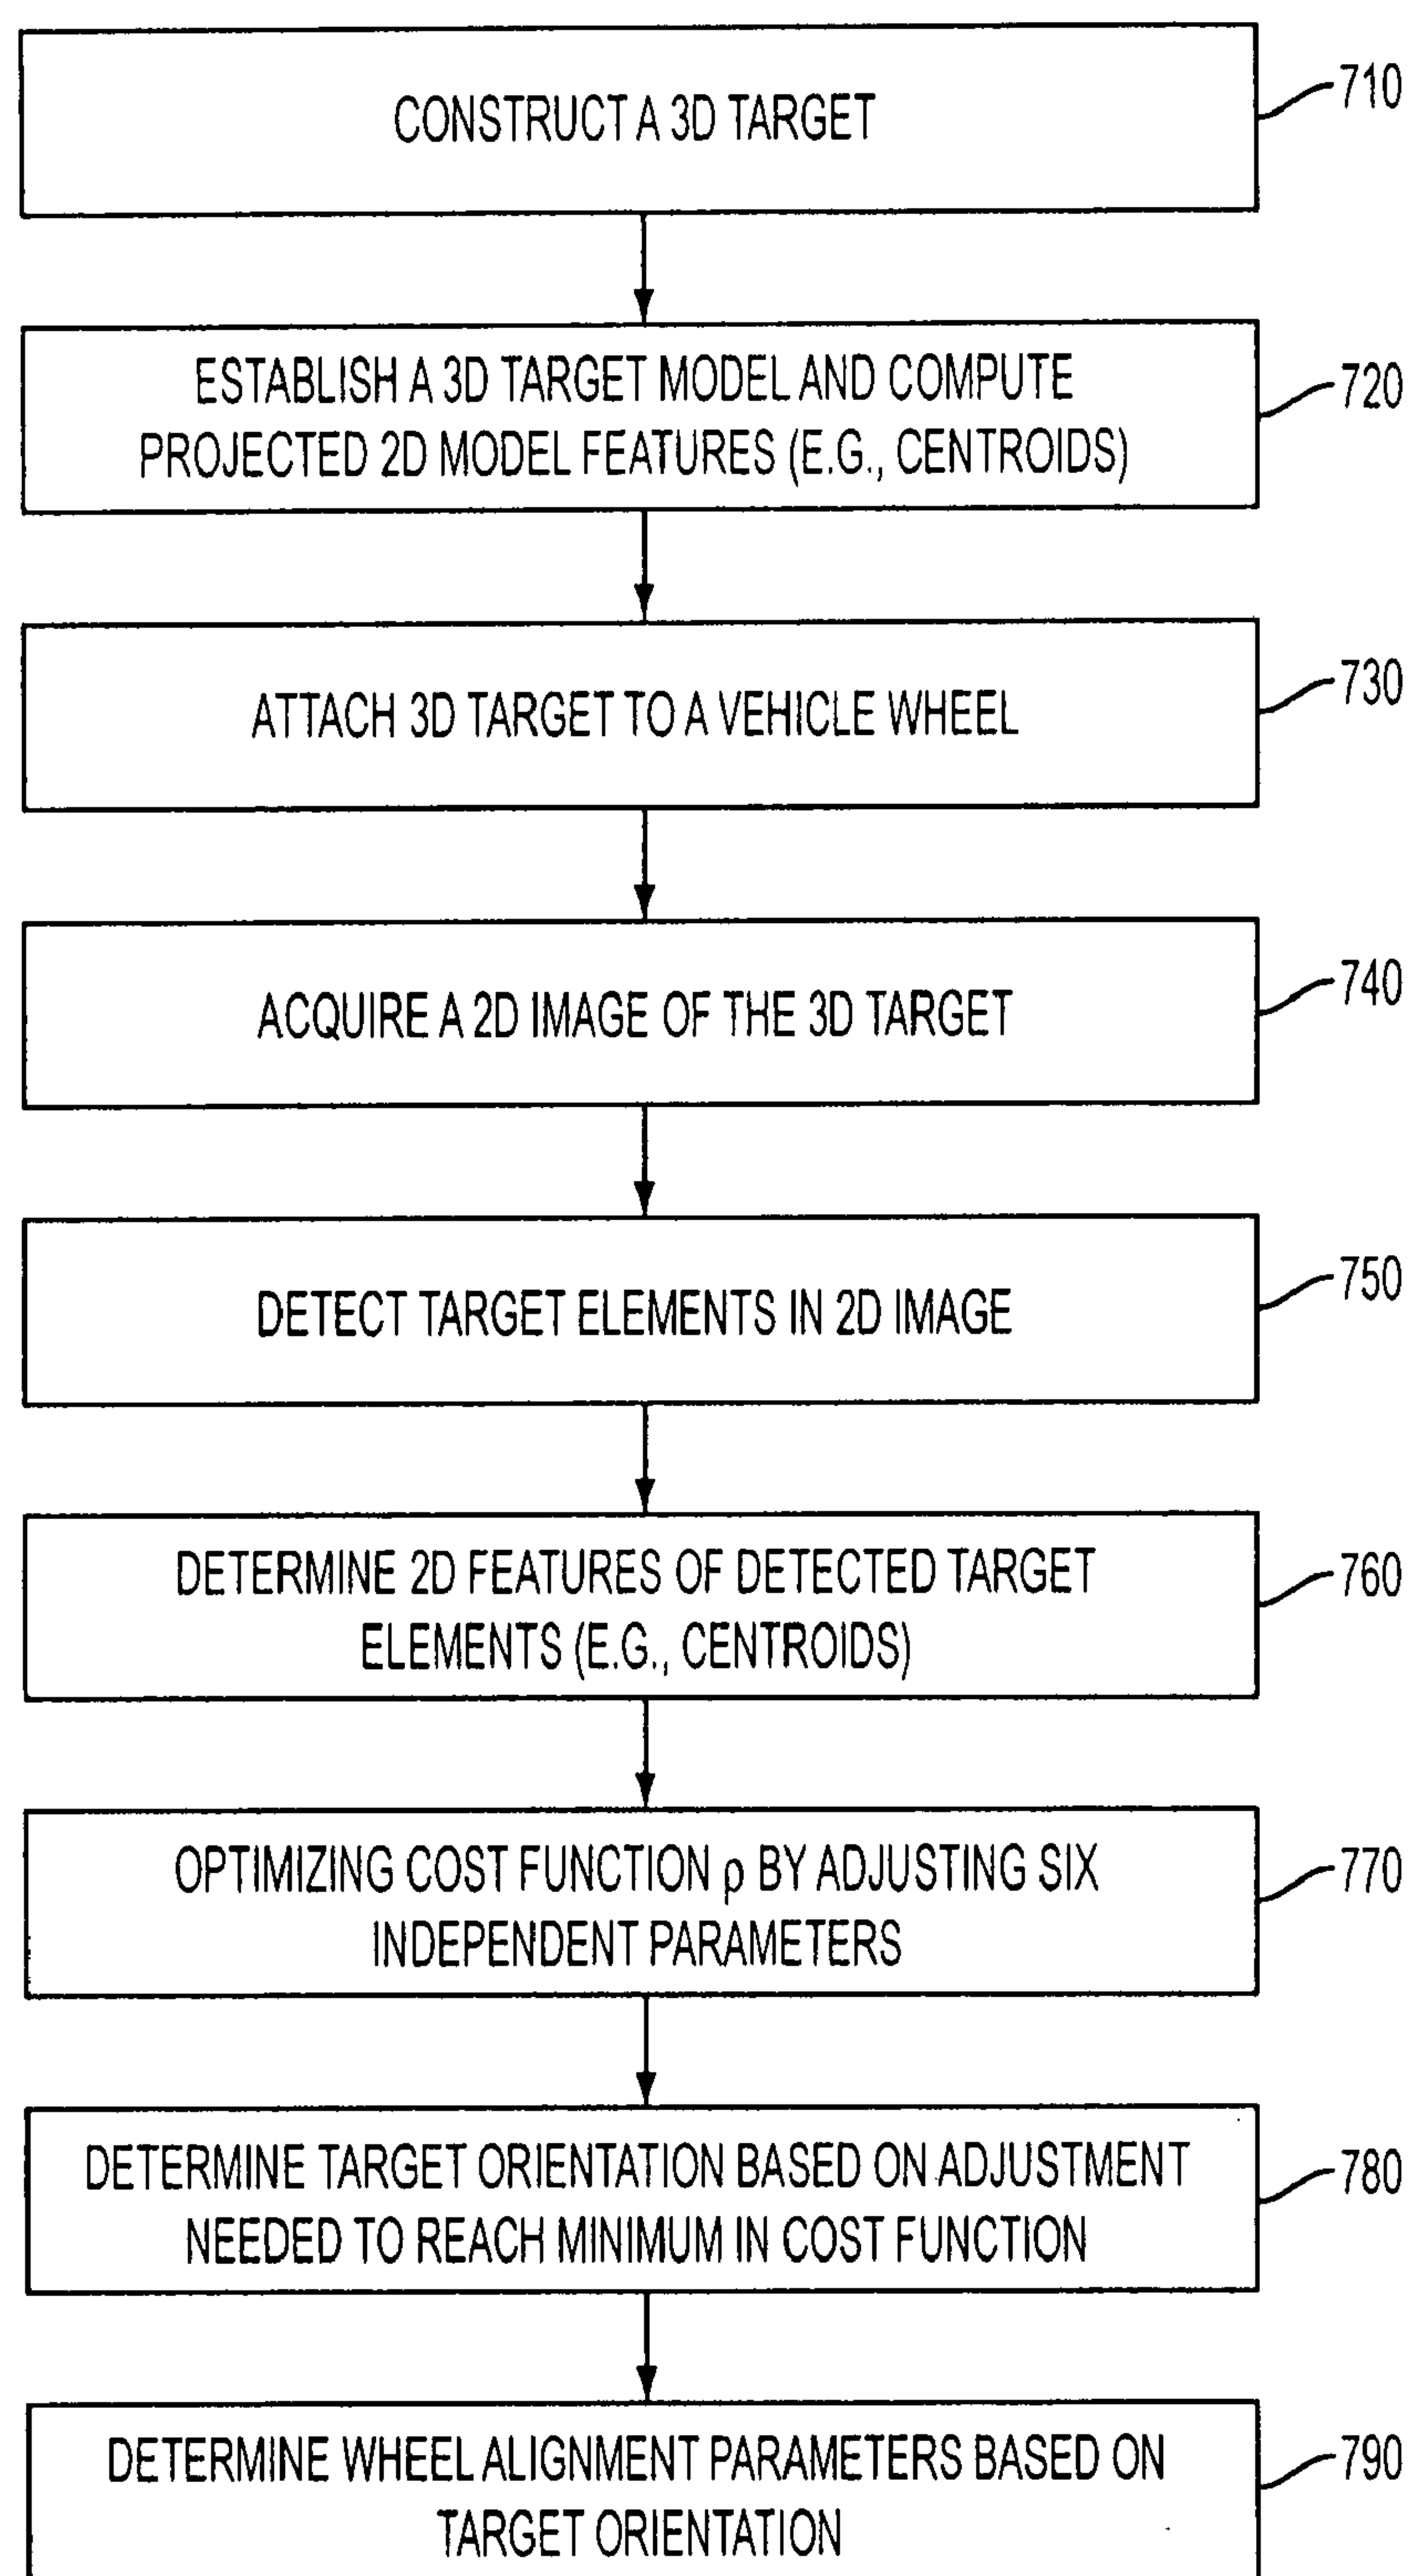 CONSTRUCT A 3D TARGET
710
ESTABLISH A 3D TARGET MODEL AND COMPUTE
PROJECTED 2D MODEL FEATURES (E.G., CENTROIDS)
720
ATTACH 3D TARGET TO A VEHICLE WHEEL
730
ACQUIRE A 2D IMAGE OF THE 3D TARGET
740
DETECT TARGET ELEMENTS IN 2D IMAGE
750
DETERMINE 2D FEATURES OF DETECTED TARGET
ELEMENTS (E.G., CENTROIDS)
760
OPTIMIZING COST FUNCTION ρ BY ADJUSTING SIX
INDEPENDENT PARAMETERS
770
DETERMINE TARGET ORIENTATION BASED ON ADJUSTMENT
NEEDED TO REACH MINIMUM IN COST FUNCTION
780
DETERMINE WHEEL ALIGNMENT PARAMETERS BASED ON
TARGET ORIENTATION
790